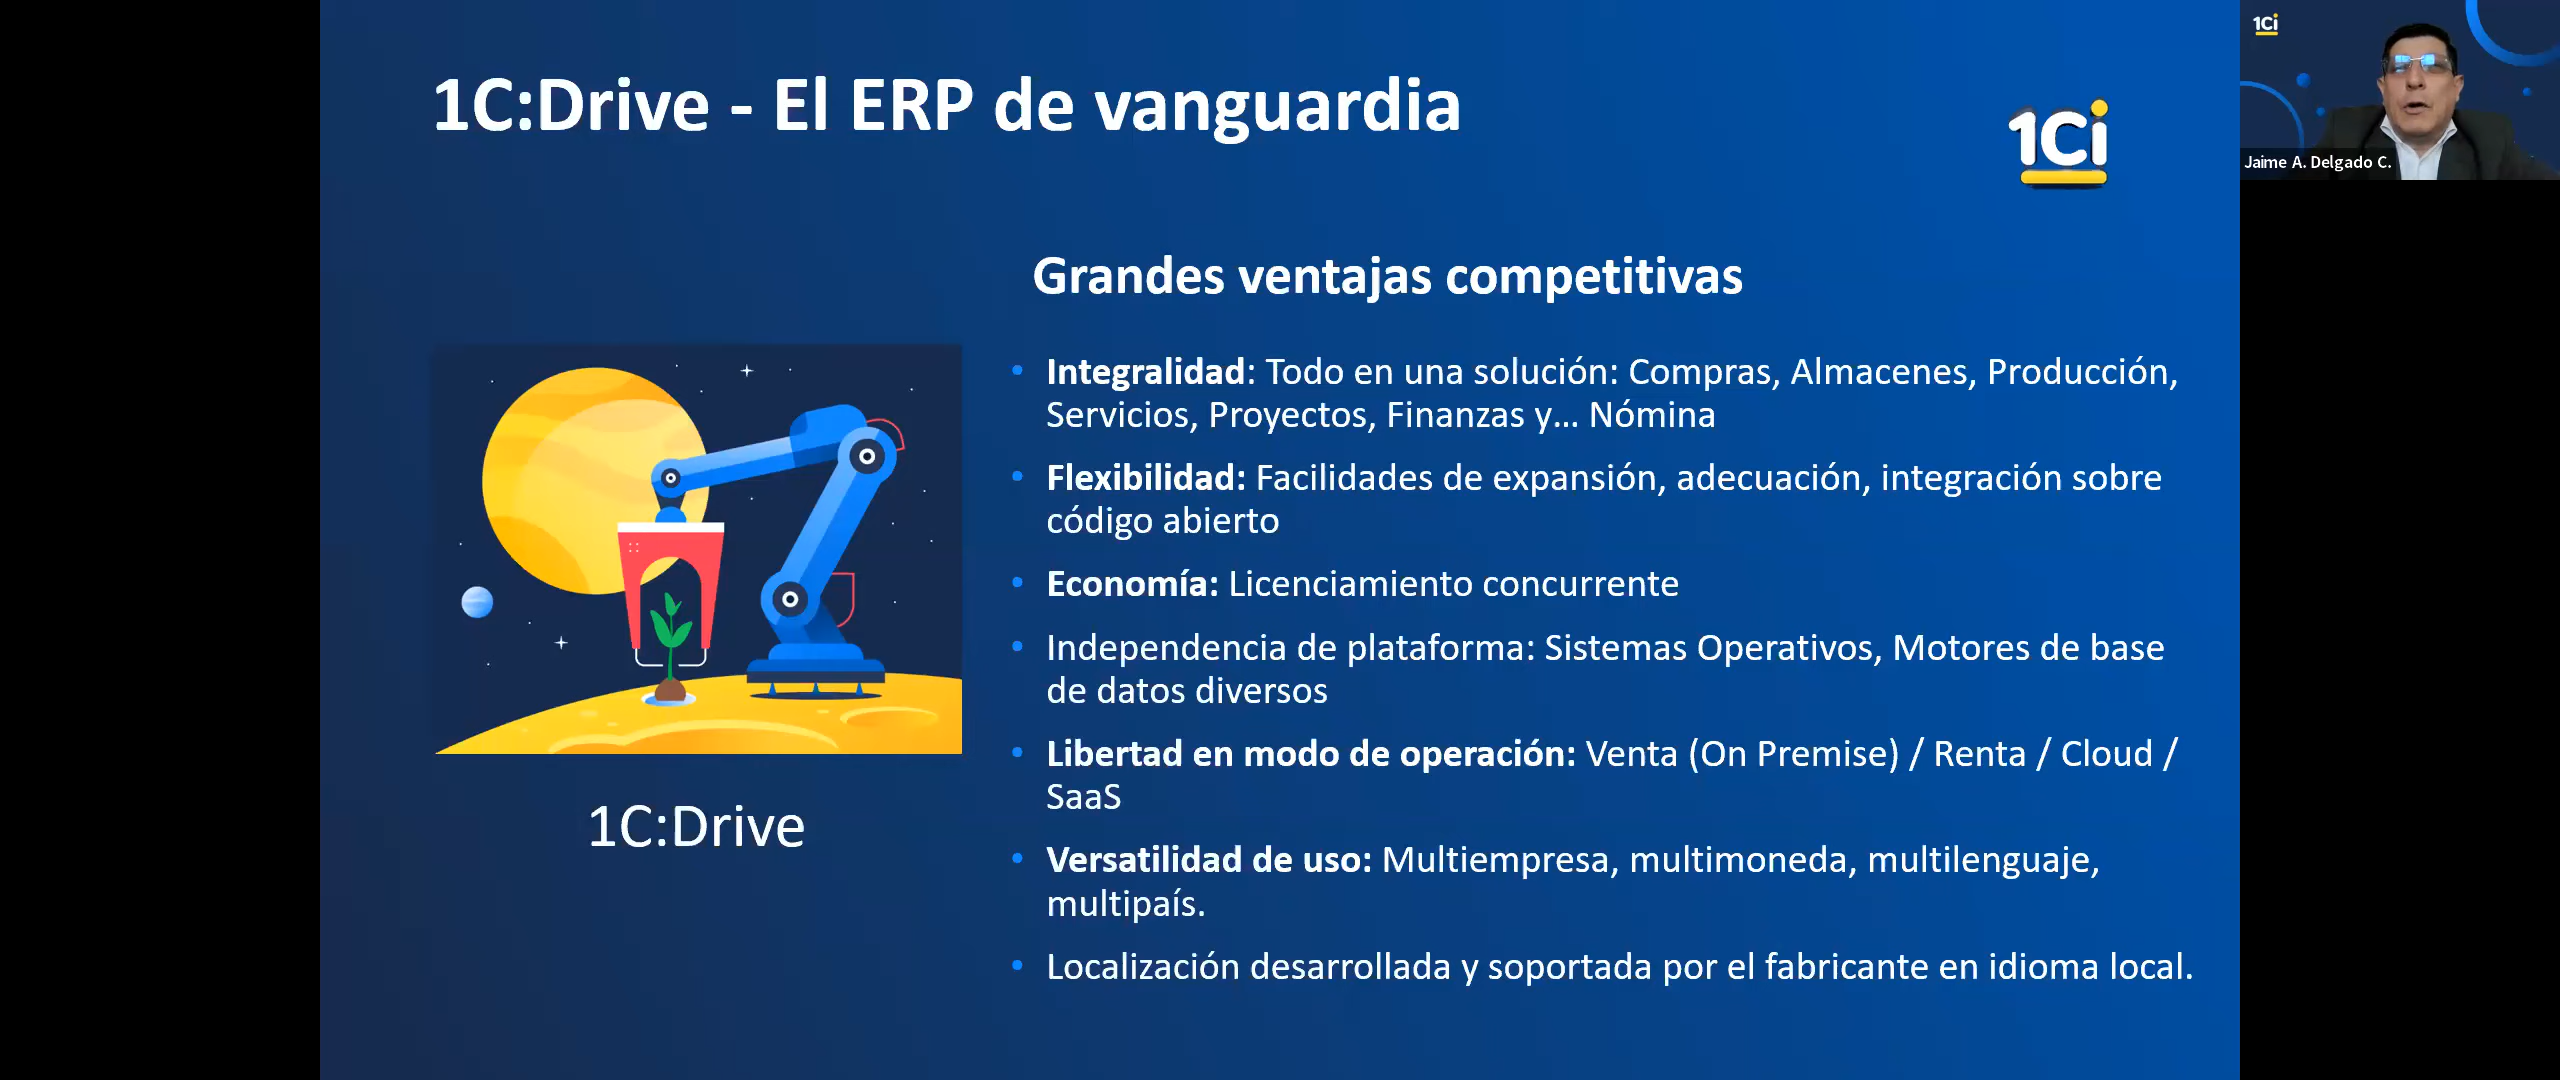 1C:Drive - El ERP de vanguardia
1Ci
1Ci
Jaime A. Delgado C.
Grandes ventajas competitivas
Integralidad: Todo en una solución: Compras, Almacenes, Producción,
Servicios, Proyectos, Finanzas y... Nómina
Flexibilidad: Facilidades de expansión, adecuación, integración sobre
código abierto
Economía: Licenciamiento concurrente
Independencia de plataforma: Sistemas Operativos, Motores de base
de datos diversos
Libertad en modo de operación: Venta (On Premise) / Renta / Cloud /
SaaS
Versatilidad de uso: Multiempresa, multimoneda, multilenguaje,
multipaís.
Localización desarrollada y soportada por el fabricante en idioma local.
1C:Drive